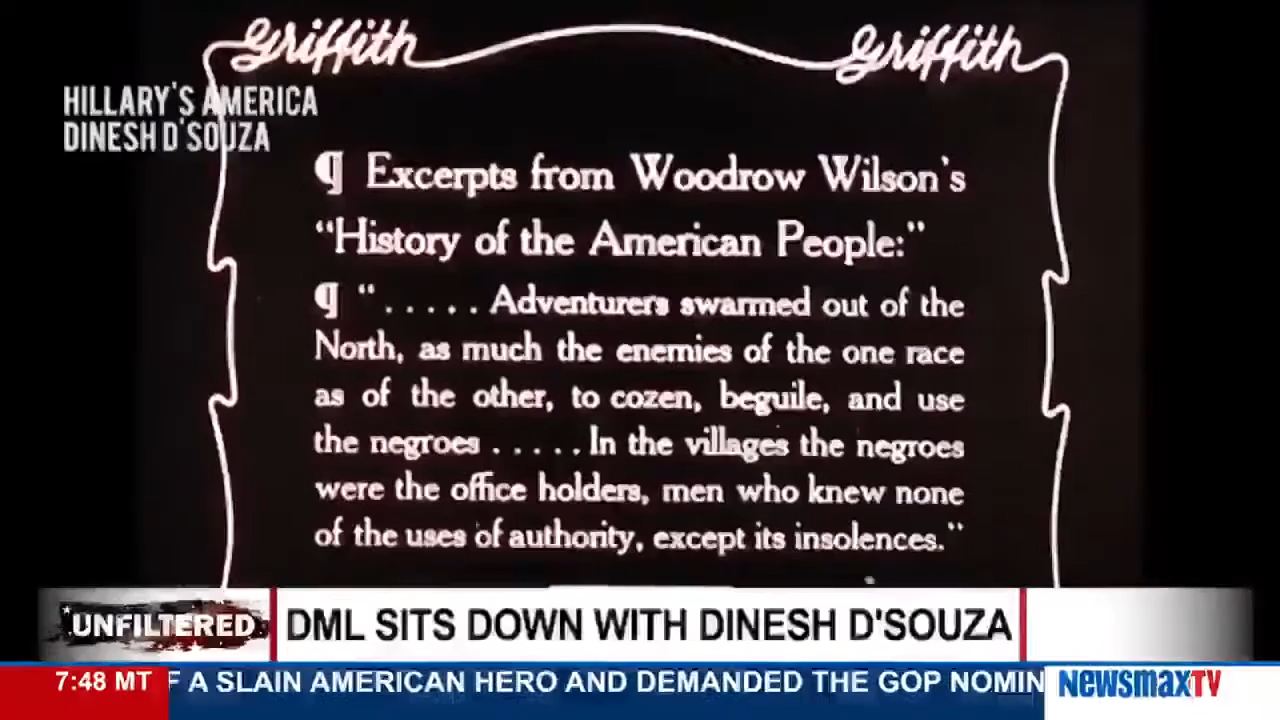 Griffith Griffith
HILLARY'S AMERICA
DINESH D'SOUZA
¶ Excerpts from Woodrow Wilson's
"History of the American People:"
¶ " . . . . . Adventurers swarmed out of the
North, as much the enemies of the one race
as of the other, to cozen, beguile, and use
the negroes . . . . . In the villages the negroes
were the office holders, men who knew none
of the uses of authority, except its insolences."
UNFILTERED DML SITS DOWN WITH DINESH D'SOUZA
7:48 MT F A SLAIN AMERICAN HERO AND DEMANDED THE GOP NOMIN NEWSMAXTV